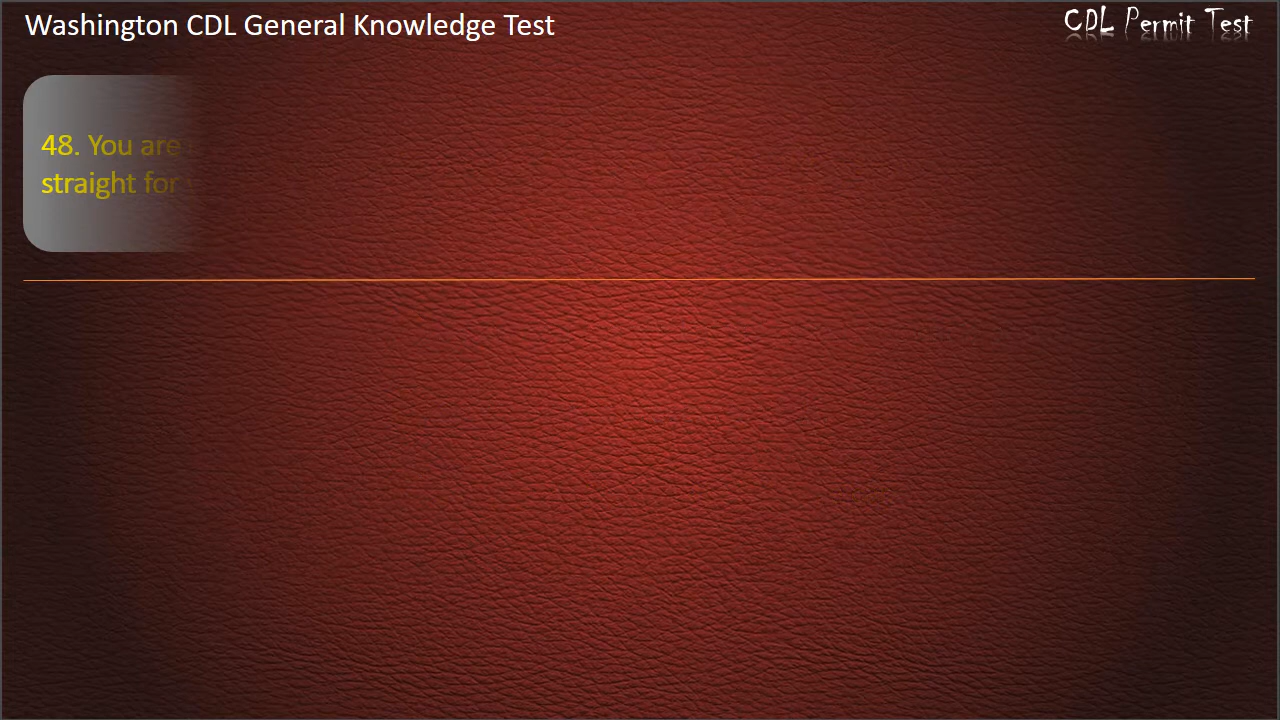 Washington CDL General Knowledge Test
CDL Permit Test
48. You are
straight for